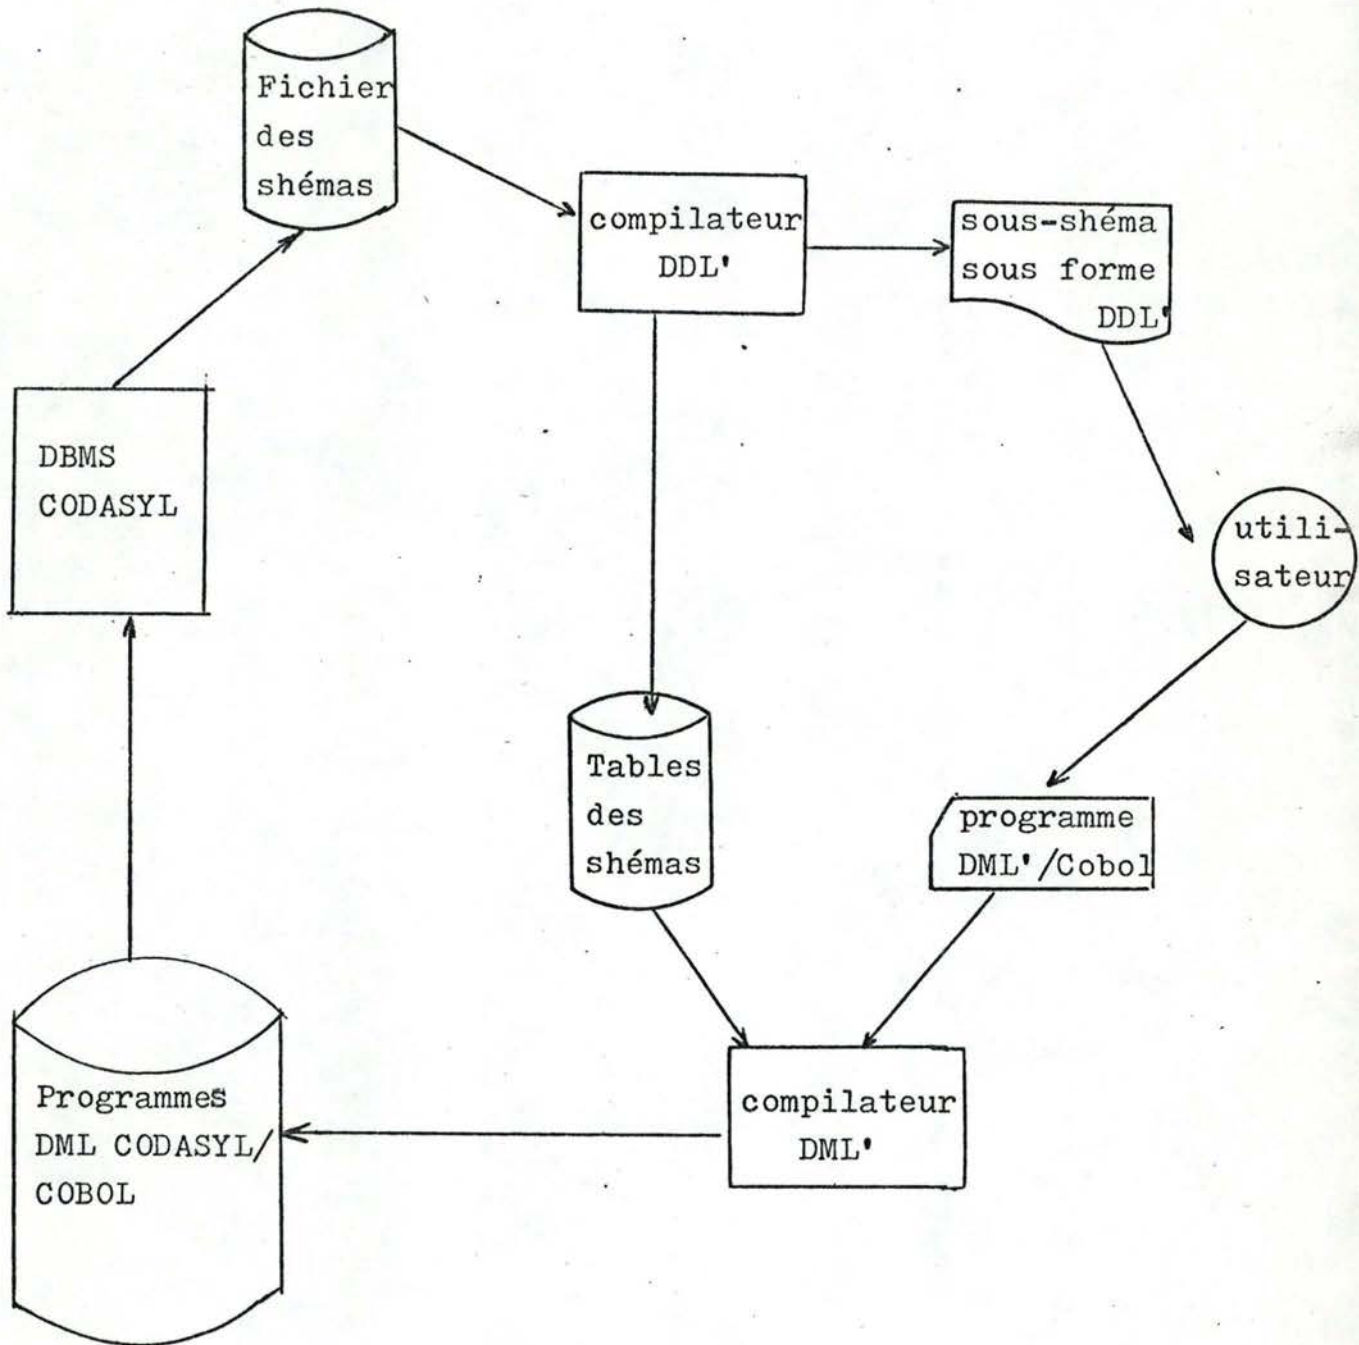 Fichier
des
shémas
compilateur
DDL'
sous-shéma
sous forme
DDL'
DBMS
CODASYL
utili-
sateur
Tables
des
shémas
programme
DML'/Cobol
Programmes
DML CODASYL/
COBOL
compilateur
DML'